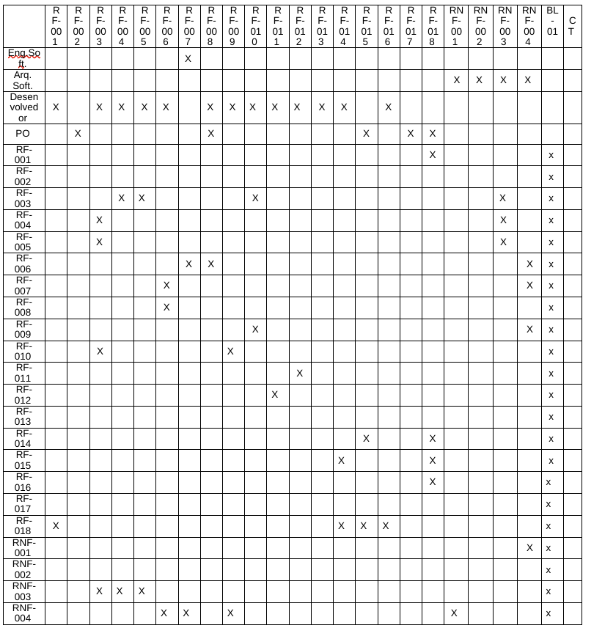 RF-001 RF-002 RF-003 RF-004 RF-005 RF-006 RF-007 RF-008 RF-009 RF-010 RF-011 RF-012 RF-013 RF-014 RF-015 RF-016 RF-017 RF-018 RNF-001 RNF-002 RNF-003 RNF-004 BL-01 CT
Eng.Soft. X
Arq. Soft. X X X X
Desenvolvedor X X X X X X X X X X X X X
PO X X X X X
RF-001 X x
RF-002 x
RF-003 X X X X x
RF-004 X X x
RF-005 X X x
RF-006 X X X x
RF-007 X X x
RF-008 X x
RF-009 X X x
RF-010 X X x
RF-011 X x
RF-012 X x
RF-013 x
RF-014 X X x
RF-015 X X x
RF-016 X x
RF-017 x
RF-018 X X X X x
RNF-001 X x
RNF-002 x
RNF-003 X X X x
RNF-004 X X X X x